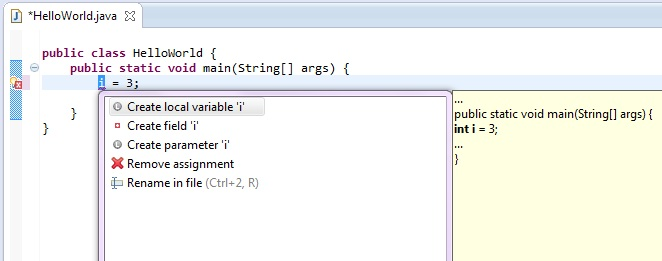 *HelloWorld.java
public class HelloWorld {
public static void main(String[] args) {
i = 3;
}
}
Create local variable 'i'
Create field 'i'
Create parameter 'i'
Remove assignment
Rename in file (Ctrl+2, R)
...
public static void main(String[] args) {
int i = 3;
...
}